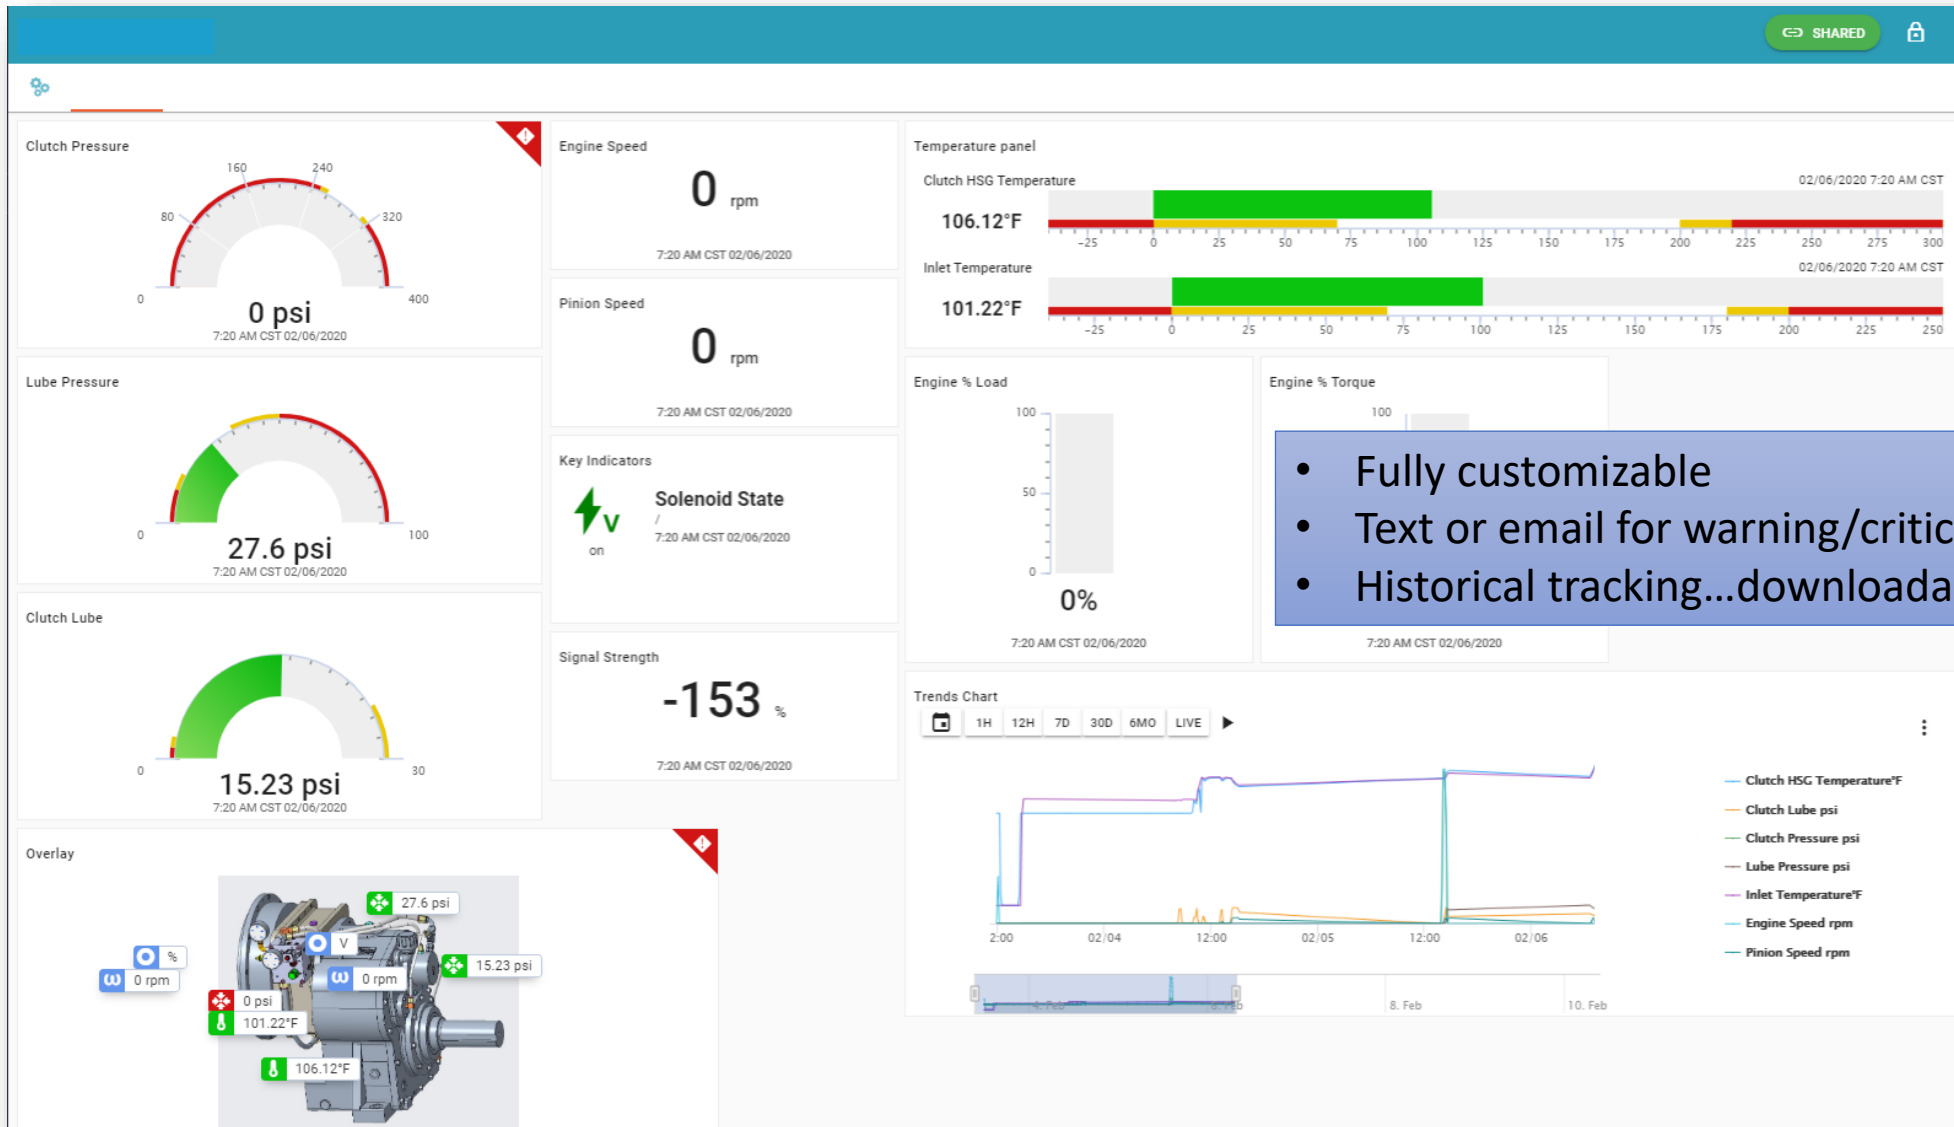 SHARED
Clutch Pressure
0
80
160
240
320
400
0 psi
7:20 AM CST 02/06/2020
Lube Pressure
0
100
27.6 psi
7:20 AM CST 02/06/2020
Clutch Lube
0
30
15.23 psi
7:20 AM CST 02/06/2020
Overlay
27.6 psi
V
%
15.23 psi
0 rpm
0 rpm
0 psi
101.22°F
106.12°F
Engine Speed
0 rpm
7:20 AM CST 02/06/2020
Pinion Speed
0 rpm
7:20 AM CST 02/06/2020
Key Indicators
V
on
Solenoid State
/
7:20 AM CST 02/06/2020
Signal Strength
-153 %
7:20 AM CST 02/06/2020
Temperature panel
Clutch HSG Temperature 02/06/2020 7:20 AM CST
106.12°F
-25 0 25 50 75 100 125 150 175 200 225 250 275 300
Inlet Temperature 02/06/2020 7:20 AM CST
101.22°F
-25 0 25 50 75 100 125 150 175 200 225 250
Engine % Load
100
50
0
0%
7:20 AM CST 02/06/2020
Engine % Torque
100
7:20 AM CST 02/06/2020
• Fully customizable
• Text or email for warning/critic
• Historical tracking…downloada
Trends Chart
1H 12H 7D 30D 6MO LIVE
2:00 02/04 12:00 02/05 12:00 02/06
Clutch HSG Temperature°F
Clutch Lube psi
Clutch Pressure psi
Lube Pressure psi
Inlet Temperature°F
Engine Speed rpm
Pinion Speed rpm
4. Feb 6. Feb 8. Feb 10. Feb